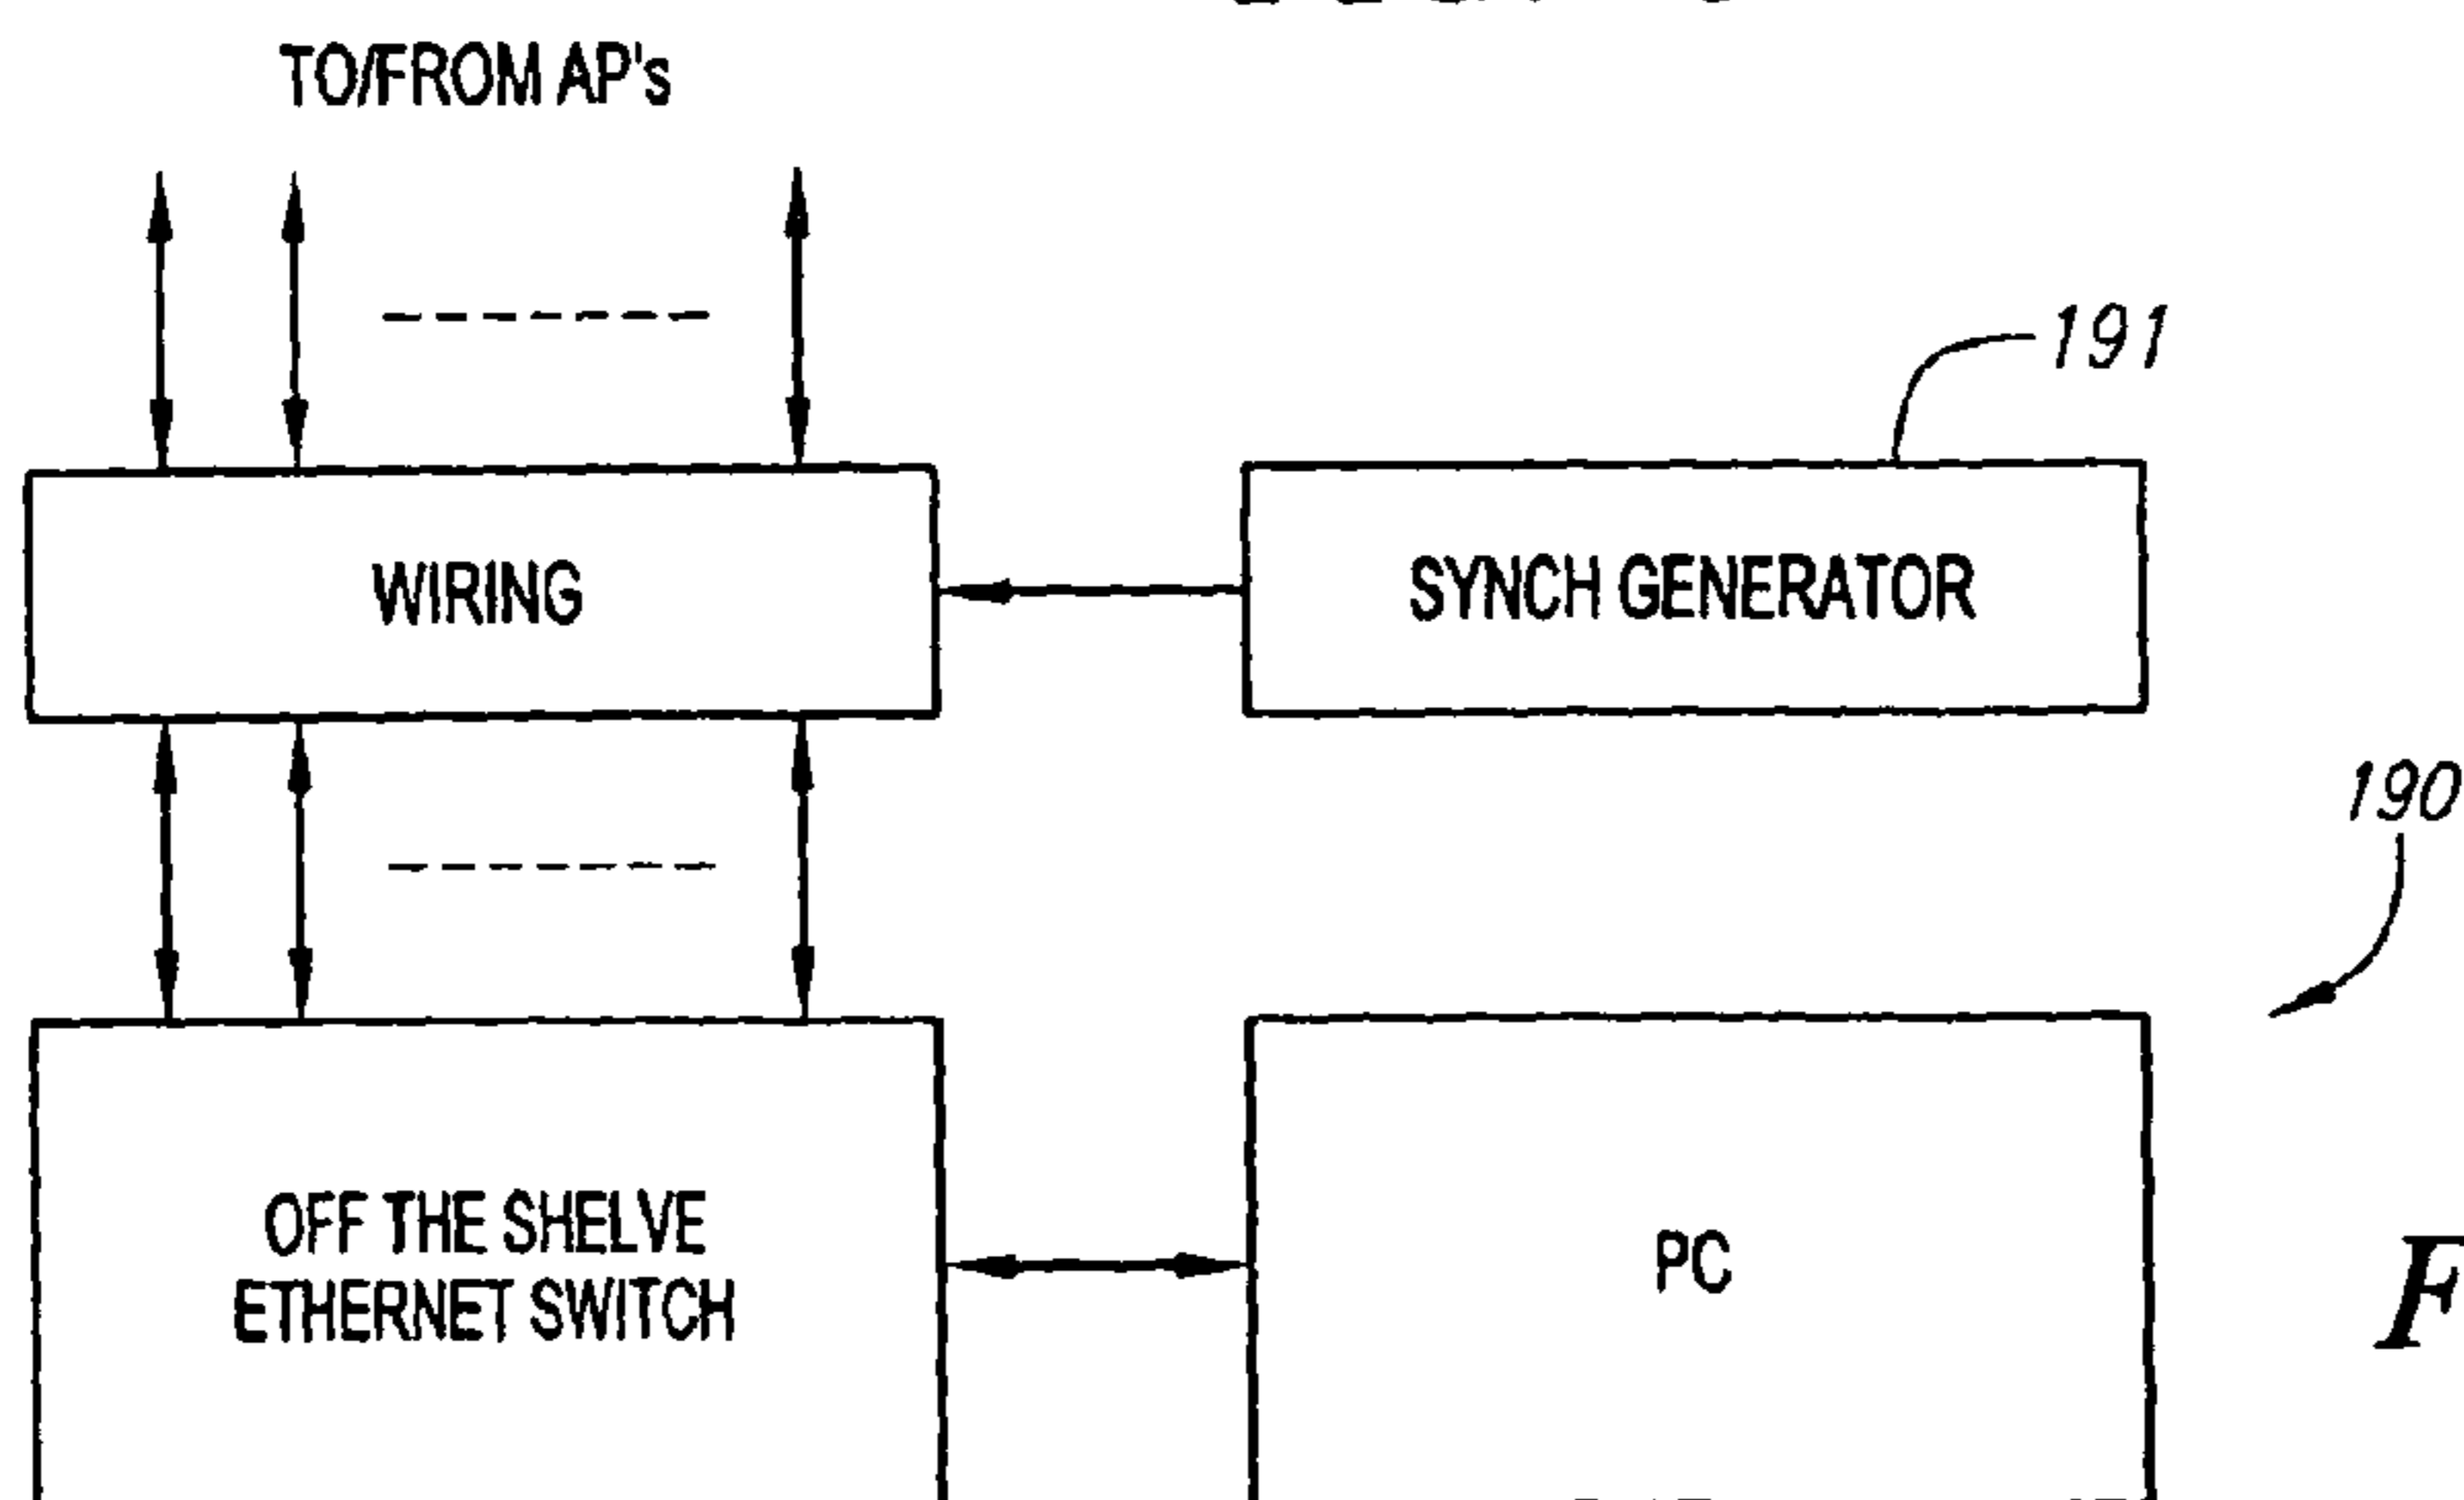 TO/FROM AP's
191
WIRING
SYNCH GENERATOR
190
OFF THE SHELVE
ETHERNET SWITCH
PC
F